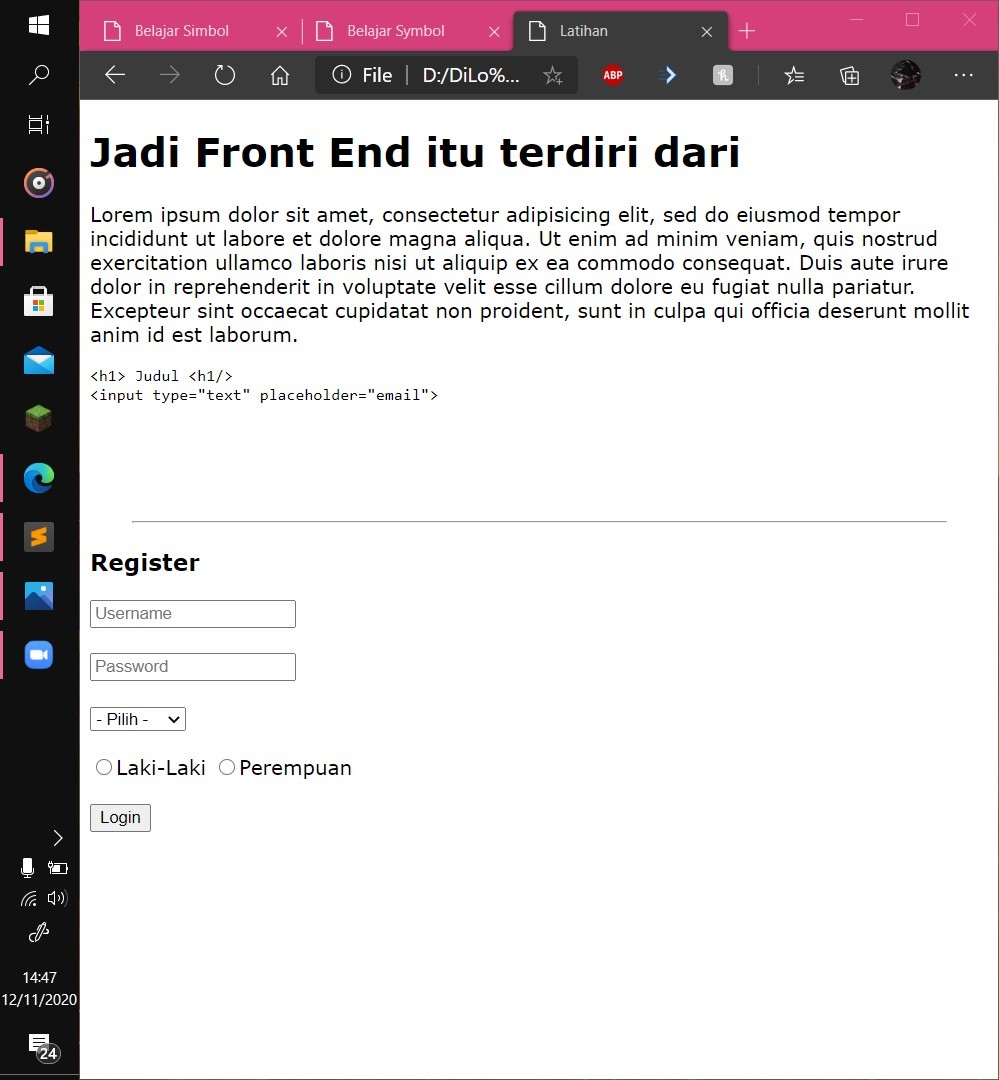 Belajar Simbol
Belajar Symbol
Latihan
File
D:/DiLo%...
ABP
Jadi Front End itu terdiri dari
Lorem ipsum dolor sit amet, consectetur adipisicing elit, sed do eiusmod tempor
incididunt ut labore et dolore magna aliqua. Ut enim ad minim veniam, quis nostrud
exercitation ullamco laboris nisi ut aliquip ex ea commodo consequat. Duis aute irure
dolor in reprehenderit in voluptate velit esse cillum dolore eu fugiat nulla pariatur.
Excepteur sint occaecat cupidatat non proident, sunt in culpa qui officia deserunt mollit
anim id est laborum.
<h1> Judul <h1/>
<input type="text" placeholder="email">
Register
Username
Password
- Pilih -
Laki-Laki Perempuan
Login
14:47
12/11/2020
24